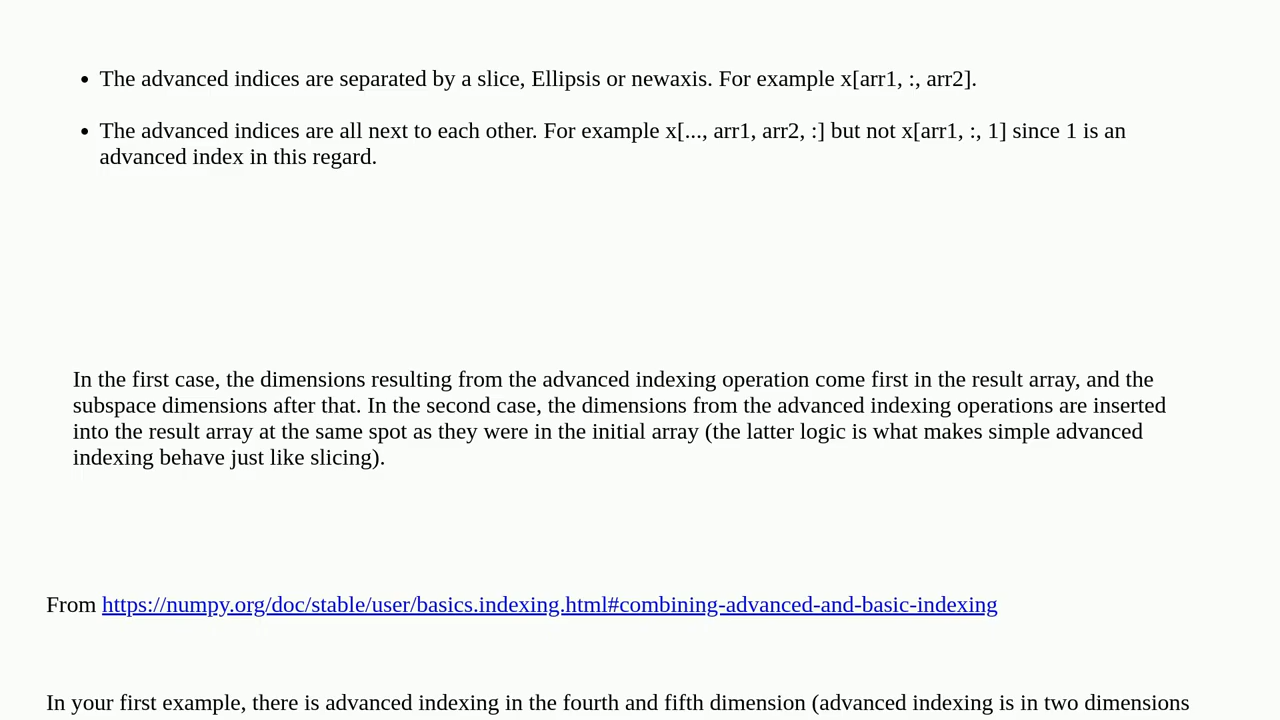 • The advanced indices are separated by a slice, Ellipsis or newaxis. For example x[arr1, :, arr2].
• The advanced indices are all next to each other. For example x[..., arr1, arr2, :] but not x[arr1, :, 1] since 1 is an
advanced index in this regard.
In the first case, the dimensions resulting from the advanced indexing operation come first in the result array, and the
subspace dimensions after that. In the second case, the dimensions from the advanced indexing operations are inserted
into the result array at the same spot as they were in the initial array (the latter logic is what makes simple advanced
indexing behave just like slicing).
From https://numpy.org/doc/stable/user/basics.indexing.html#combining-advanced-and-basic-indexing
In your first example, there is advanced indexing in the fourth and fifth dimension (advanced indexing is in two dimensions